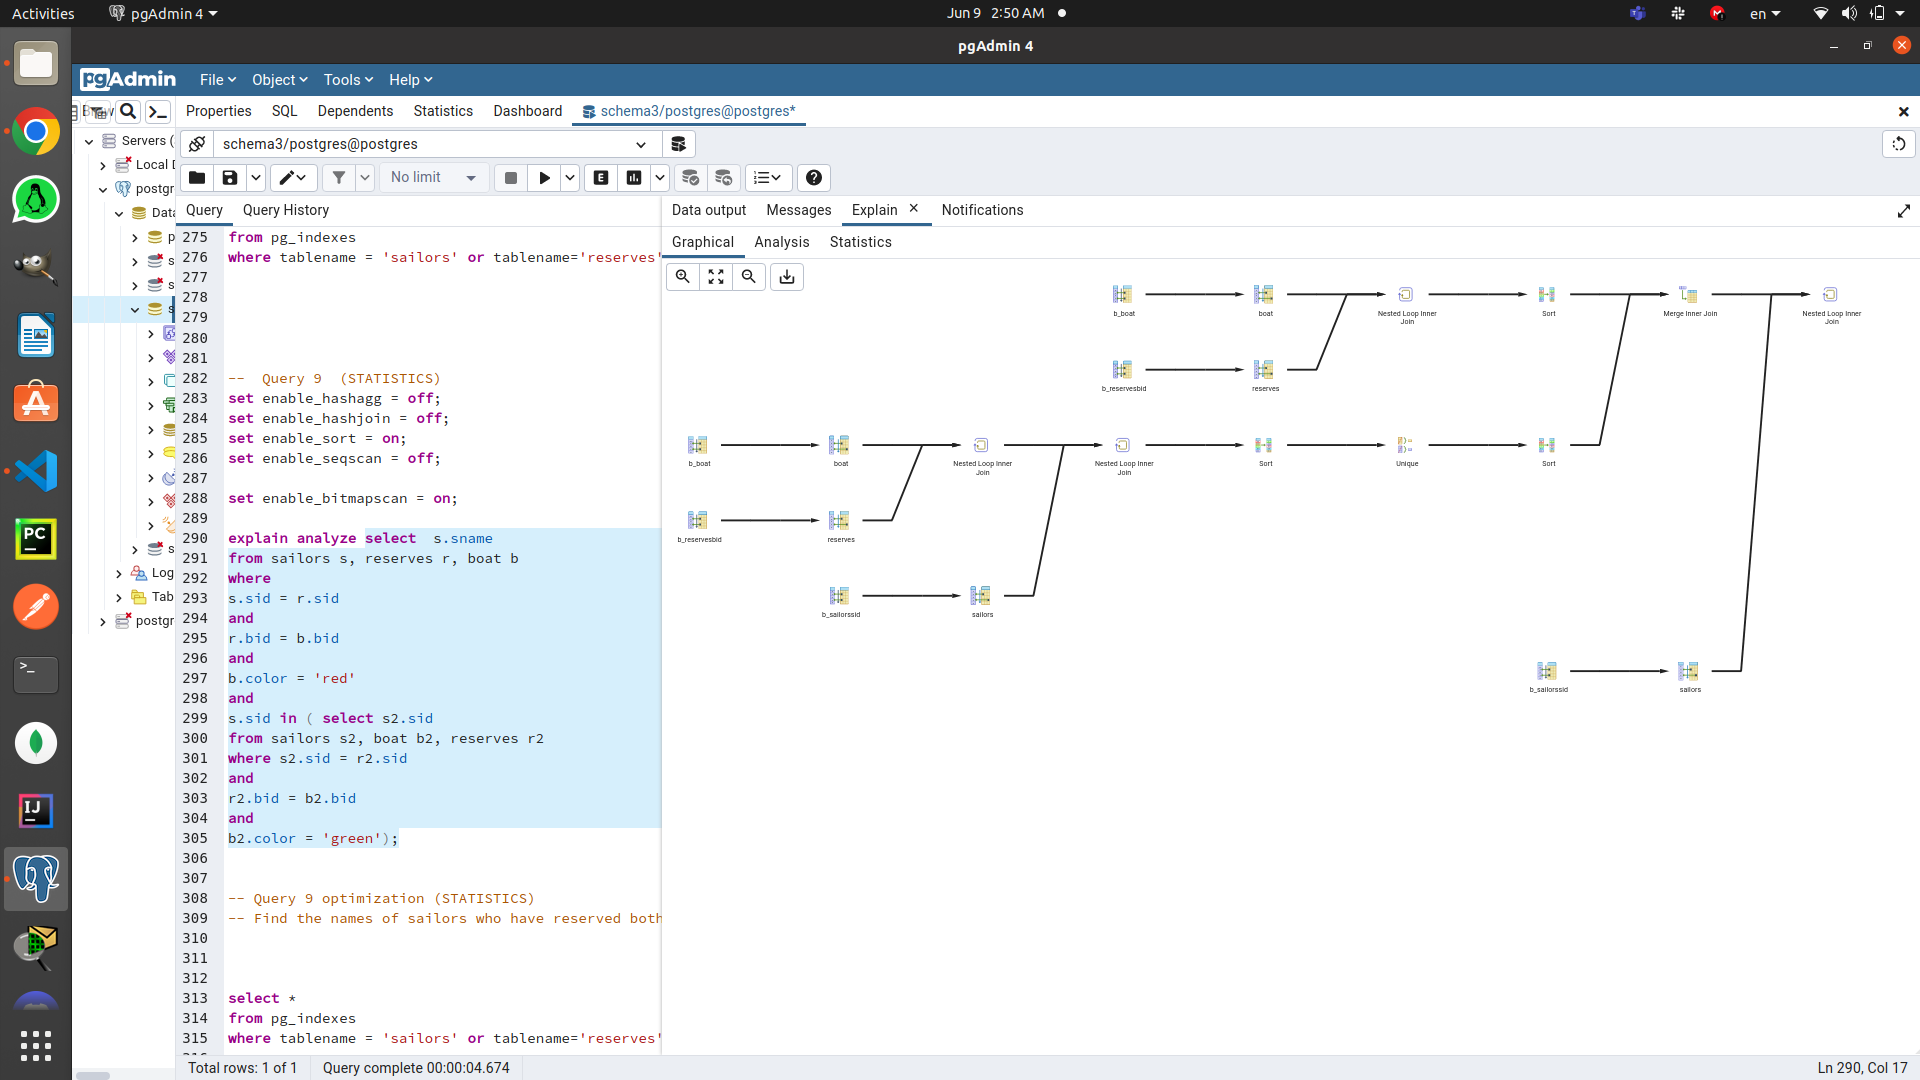 Activities
pgAdmin 4
Jun 9 2:50 AM
en
pgAdmin 4
pgAdmin
File
Object
Tools
Help
Properties
SQL
Dependents
Statistics
Dashboard
schema3/postgres@postgres*
Servers (
Local
postgr
Data
p
s
s
s
s
Log
Tab
postgr
schema3/postgres@postgres
No limit
E
Query
Query History
275 from pg_indexes
276 where tablename = 'sailors' or tablename='reserves'
277
278
279
280
281
282 -- Query 9 (STATISTICS)
283 set enable_hashagg = off;
284 set enable_hashjoin = off;
285 set enable_sort = on;
286 set enable_seqscan = off;
287
288 set enable_bitmapscan = on;
289
290 explain analyze select s.sname
291 from sailors s, reserves r, boat b
292 where
293 s.sid = r.sid
294 and
295 r.bid = b.bid
296 and
297 b.color = 'red'
298 and
299 s.sid in ( select s2.sid
300 from sailors s2, boat b2, reserves r2
301 where s2.sid = r2.sid
302 and
303 r2.bid = b2.bid
304 and
305 b2.color = 'green');
306
307
308 -- Query 9 optimization (STATISTICS)
309 -- Find the names of sailors who have reserved both
310
311
312
313 select *
314 from pg_indexes
315 where tablename = 'sailors' or tablename='reserves'
Data output
Messages
Explain
Notifications
Graphical
Analysis
Statistics
b_boat
boat
Nested Loop Inner
Join
Sort
Merge Inner Join
Nested Loop Inner
Join
b_reservesbid
reserves
b_boat
boat
Nested Loop Inner
Join
Nested Loop Inner
Join
Sort
Unique
Sort
b_reservesbid
reserves
b_sailorssid
sailors
b_sailorssid
sailors
PC
IJ
Total rows: 1 of 1
Query complete 00:00:04.674
Ln 290, Col 17